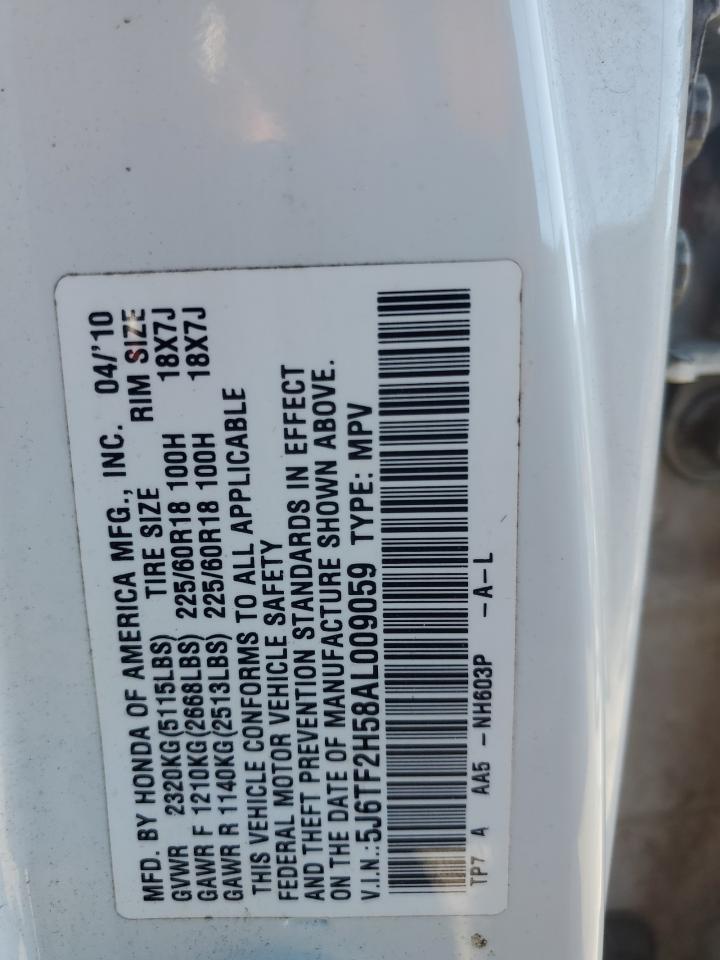 MFD. BY HONDA OF AMERICA MFG., INC. 04/'10
GVWR 2320KG(5115LBS) TIRE SIZE RIM SIZE
GAWR F 1210KG(2668LBS) 225/60R18 100H 18X7J
GAWR R 1140KG(2513LBS) 225/60R18 100H 18X7J
THIS VEHICLE CONFORMS TO ALL APPLICABLE
FEDERAL MOTOR VEHICLE SAFETY
AND THEFT PREVENTION STANDARDS IN EFFECT
ON THE DATE OF MANUFACTURE SHOWN ABOVE.
V.I.N.:5J6TF2H58AL009059 TYPE: MPV
TP7 A AA5 -NH603P -A-L